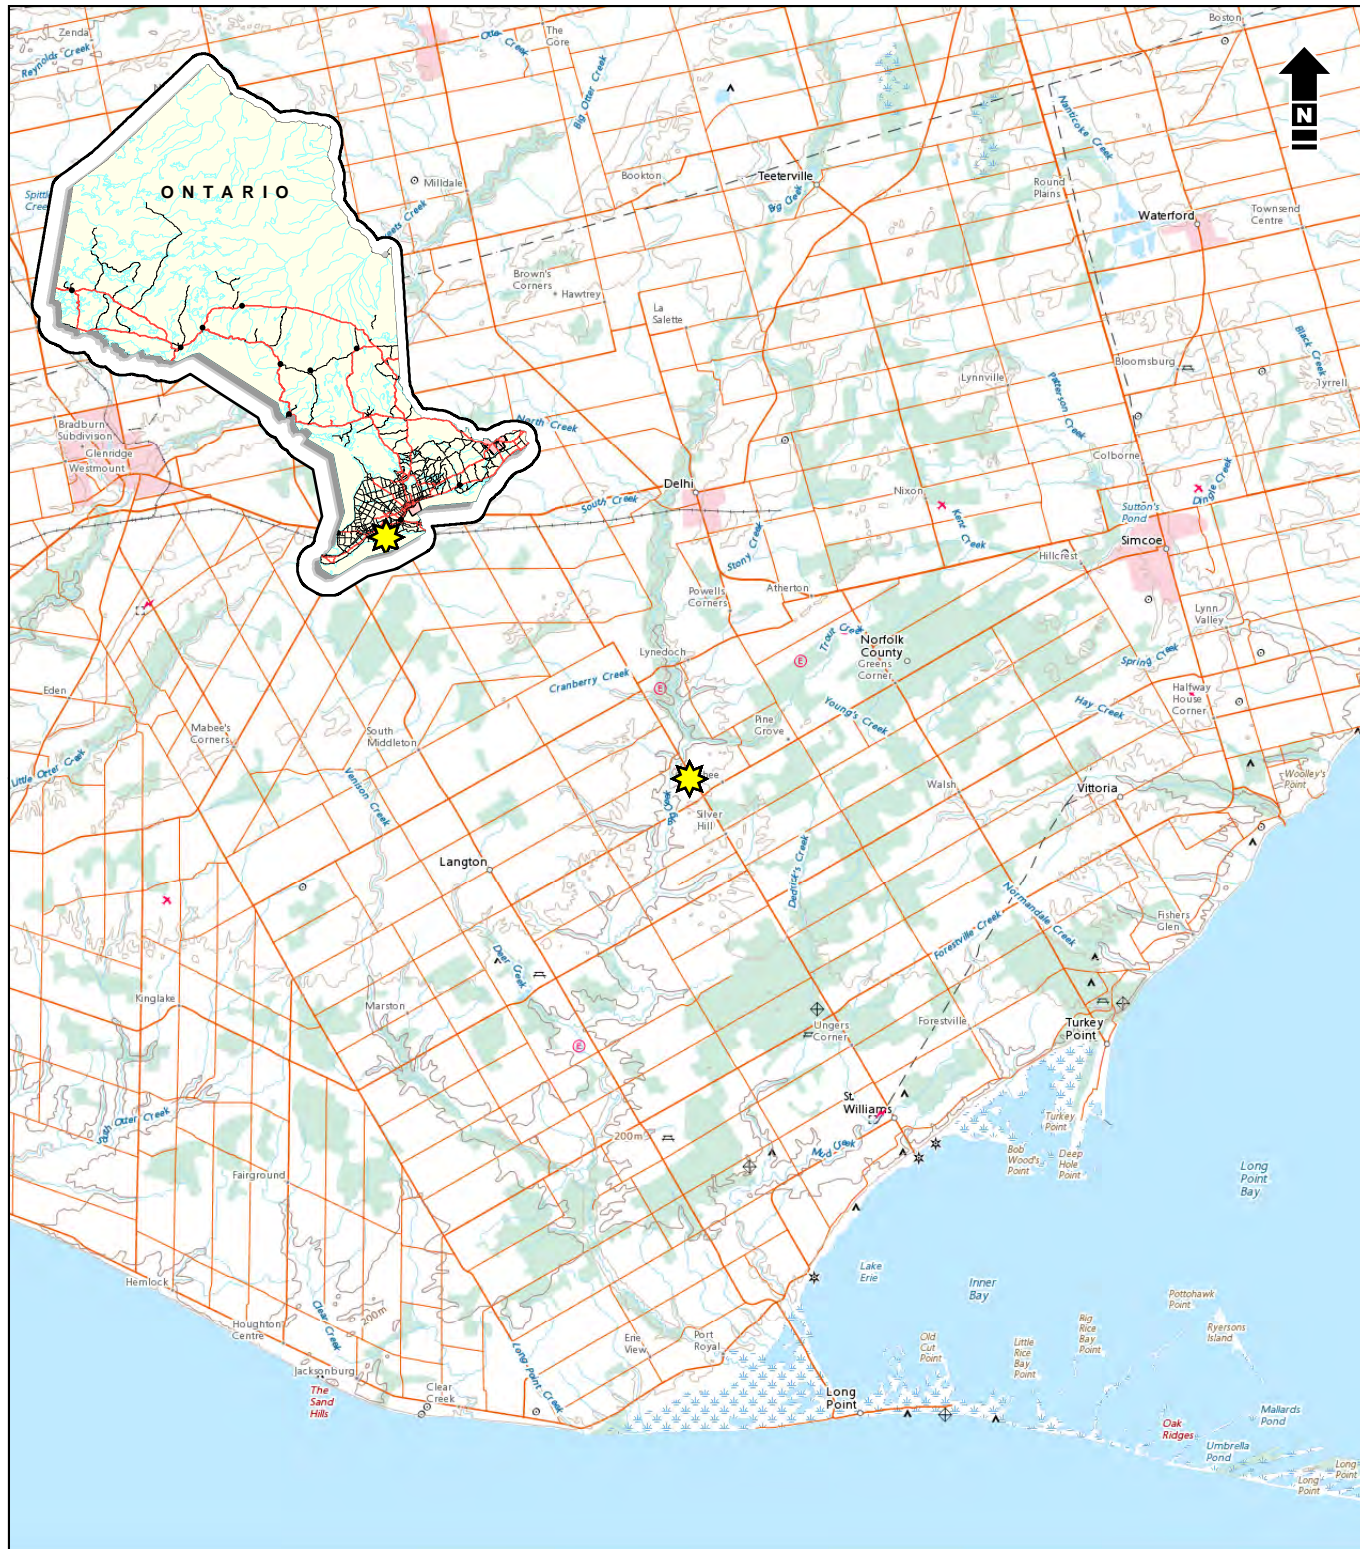 Zenda
Reynolds Creek
Otter Creek
The
Gore
Big Otter Creek
Boston
N
ONTARIO
Milldale
Bookton
Teeterville
Big Creek
Nanticoke Creek
Round
Plains
Waterford
Townsend
Centre
Brown's
Corners
Hawtrey
La
Salette
Lynnville
Patterson Creek
Bloomsburg
Black Creek
Tyrrell
Bradburn
Subdivision
Glenridge
Westmount
North Creek
South Creek
Delhi
Stony Creek
Nixon
Kent Creek
Colborne
Sutton's
Pond
Dingle Creek
Simcoe
Hillcrest
Powells
Corners
Atherton
Lynn
Valley
Lynedoch
Trout Creek
Norfolk
County
Greens
Corner
Spring Creek
Cranberry Creek
Eden
Mabee's
Corners
South
Middleton
Pine
Grove
Young's Creek
Hay Creek
Halfway
House
Corner
Little Otter Creek
Venison Creek
Big Creek
Silver
Hill
Walsh
Vittoria
Woolley's
Point
Langton
Dedrick's Creek
Normandale Creek
Forestville Creek
Fishers
Glen
Deer Creek
Kinglake
Marston
Ungers
Corner
Forestville
Turkey
Point
St.
Williams
Turkey
Point
South Otter Creek
200m
Mud Creek
Bob
Wood's
Point
Deep
Hole
Point
Long
Point
Bay
Fairground
Hemlock
Lake
Erie
Inner
Bay
Clear Creek
200m
Houghton
Centre
Jacksonburg
The
Sand
Hills
Clear
Creek
Long Point Creek
Erie
View
Port
Royal
Old
Cut
Point
Little
Rice
Bay
Point
Big
Rice
Bay
Point
Pottohawk
Point
Ryersons
Island
Long
Point
Oak
Ridges
Mallards
Pond
Umbrella
Pond
Long
Point
Long
Point